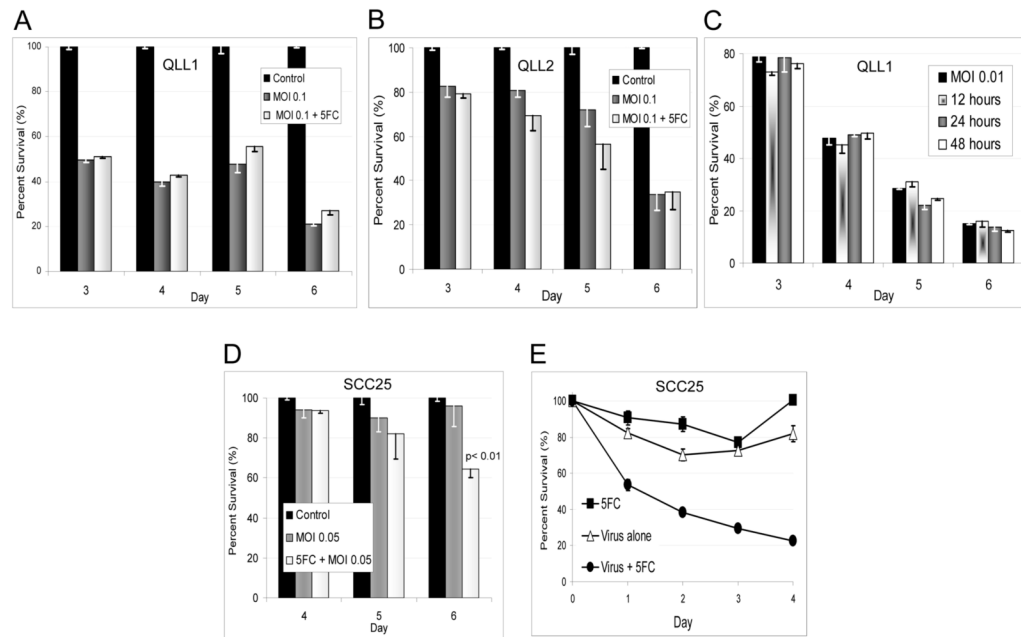 A
QLL1
Percent Survival (%)
100
80
60
40
20
0
Control
MOI 0.1
MOI 0.1 + 5FC
3 4 5 6
Day
B
QLL2
Percent Survival (%)
100
80
60
40
20
0
Control
MOI 0.1
MOI 0.1 + 5FC
3 4 5 6
Day
C
QLL1
Percent Survival (%)
80
60
40
20
0
MOI 0.01
12 hours
24 hours
48 hours
3 4 5 6
Day
D
SCC25
Percent Survival (%)
100
80
60
40
20
0
p< 0.01
Control
MOI 0.05
5FC + MOI 0.05
4 5 6
Day
E
SCC25
Percent Survival (%)
100
80
60
40
20
0
5FC
Virus alone
Virus + 5FC
0 1 2 3 4
Day